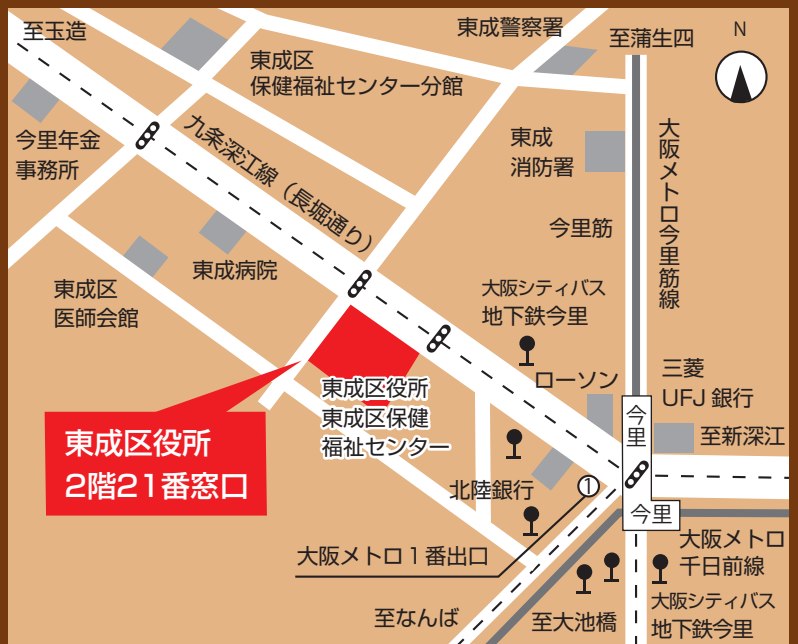 至玉造
東成警察署
至蒲生四
N
東成区
保健福祉センター分館
今里年金
事務所
九条深江線（長堀通り）
東成
消防署
大阪メトロ今里筋線
今里筋
東成病院
東成区
医師会館
大阪シティバス
地下鉄今里
ローソン
三菱
UFJ 銀行
東成区役所
東成区保健
福祉センター
今里
至新深江
東成区役所
2階21番窓口
北陸銀行
1
今里
大阪メトロ1番出口
大阪メトロ
千日前線
至なんば
至大池橋
大阪シティバス
地下鉄今里